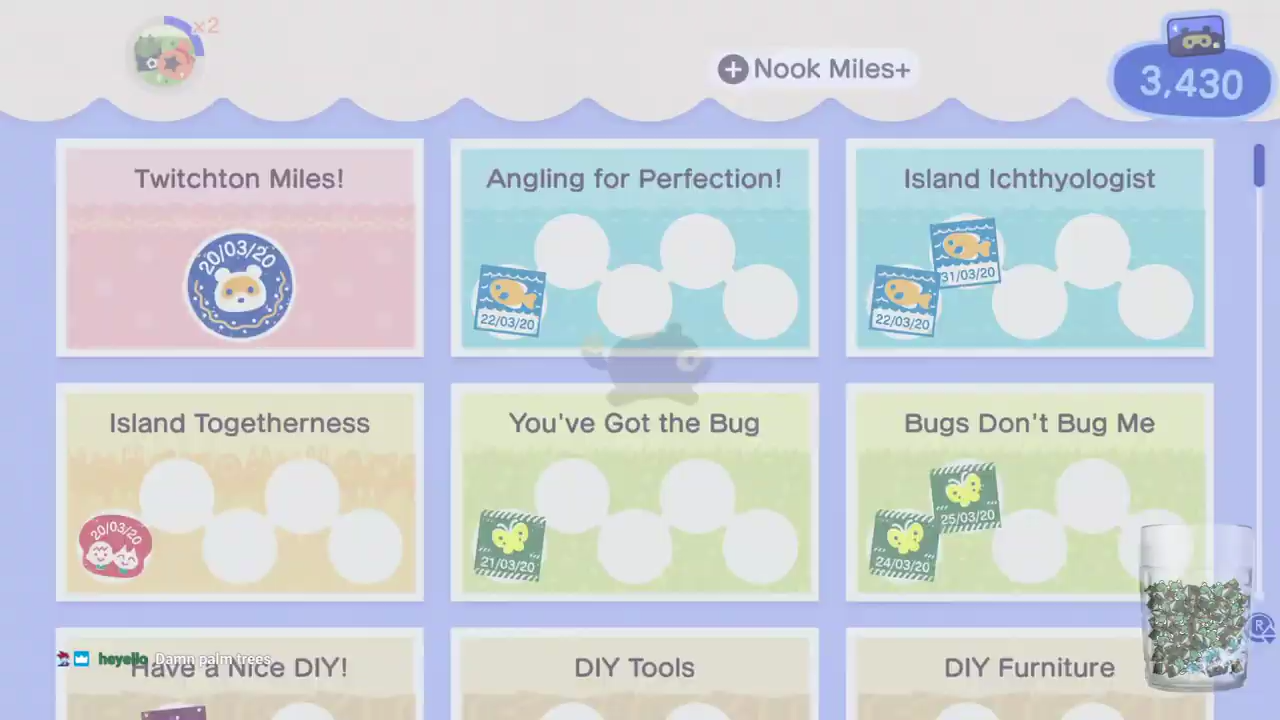 x2
Nook Miles+
3,430
Twitchton Miles!
20/03/20
Angling for Perfection!
22/03/20
Island Ichthyologist
22/03/20
31/03/20
Island Togetherness
20/03/20
You've Got the Bug
21/03/20
Bugs Don't Bug Me
24/03/20
25/03/20
heyello Damn palm trees
Have a Nice DIY!
DIY Tools
DIY Furniture
R